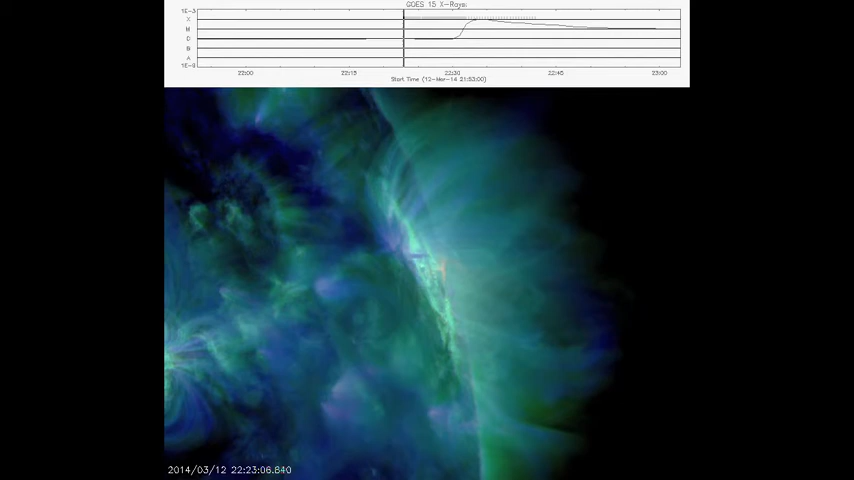 GOES 15 X-Rays:
1E-3
X
M
C
B
A
1E-9
22:00 22:15 22:30 22:45 23:00
Start Time (12-Mar-14 21:53:00)
2014/03/12 22:23:06.840